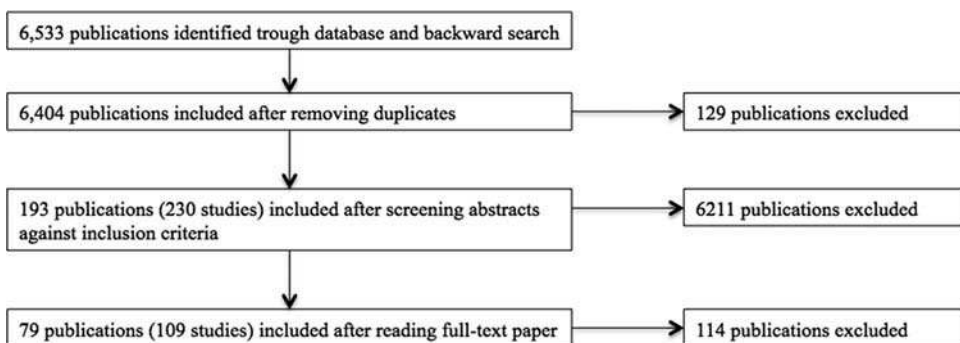 6,533 publications identified trough database and backward search
6,404 publications included after removing duplicates
129 publications excluded
193 publications (230 studies) included after screening abstracts
against inclusion criteria
6211 publications excluded
79 publications (109 studies) included after reading full-text paper
114 publications excluded